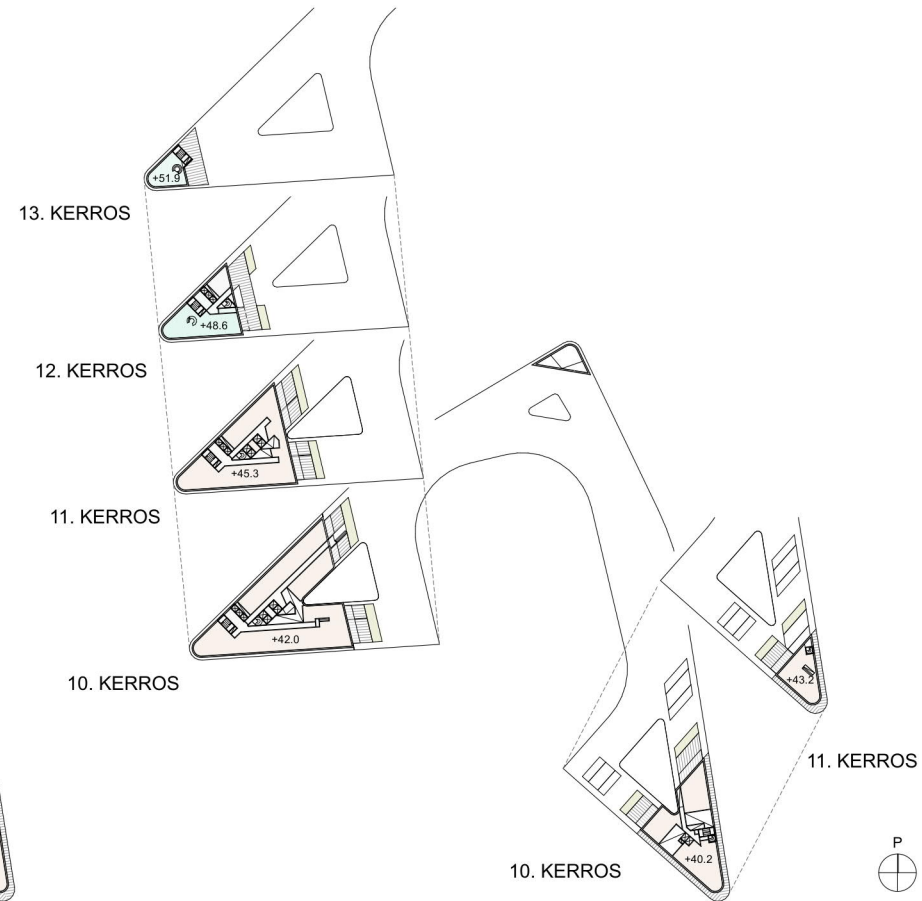 +51.9
13. KERROS
+48.6
12. KERROS
+45.3
11. KERROS
+42.0
10. KERROS
+43.2
11. KERROS
+40.2
10. KERROS
P